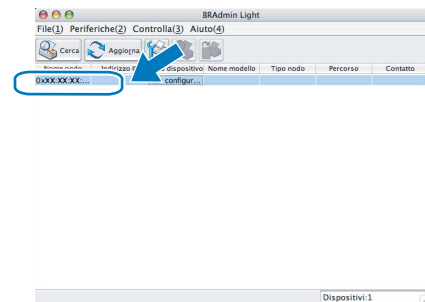 BRAdmin Light
File(1) Periferiche(2) Controlla(3) Aiuto(4)
Cerca Aggiorna
Nome nodo Indirizzo dispositivo Nome modello Tipo nodo Percorso Contatto
0xXX:XX:XX:... configur...
Dispositivi:1